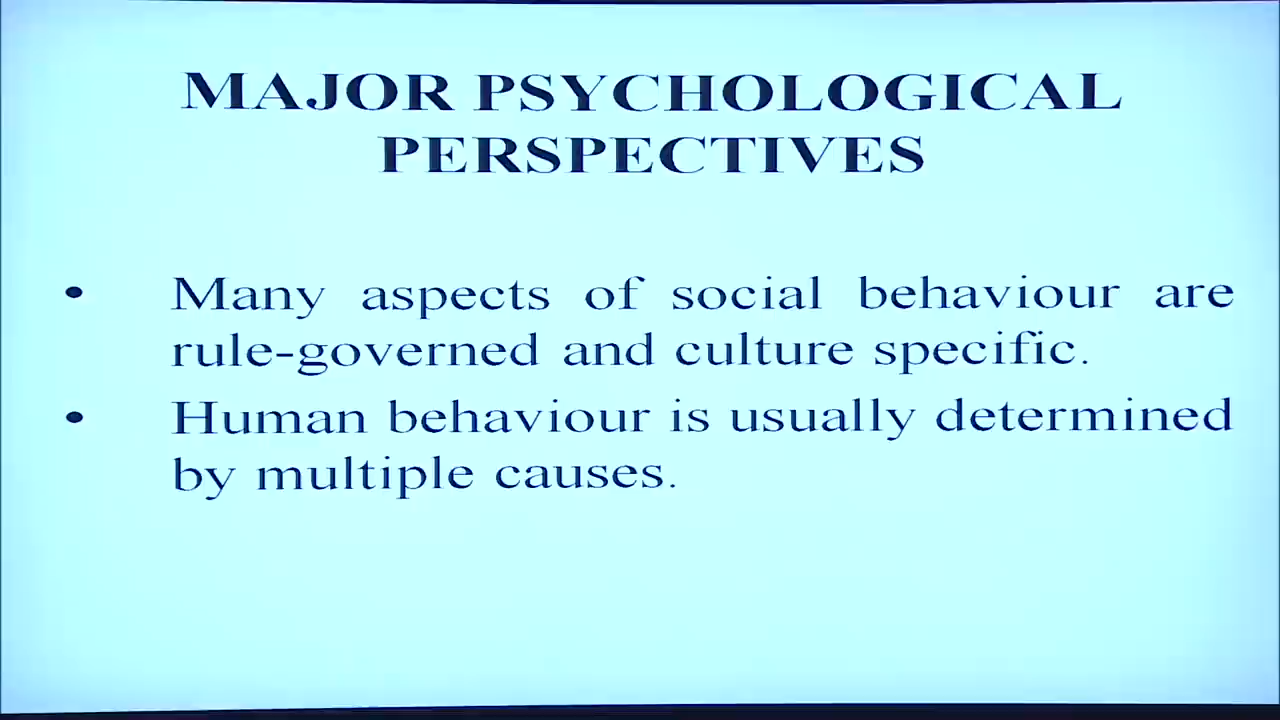 MAJOR PSYCHOLOGICAL
PERSPECTIVES
• Many aspects of social behaviour are
rule-governed and culture specific.
• Human behaviour is usually determined
by multiple causes.